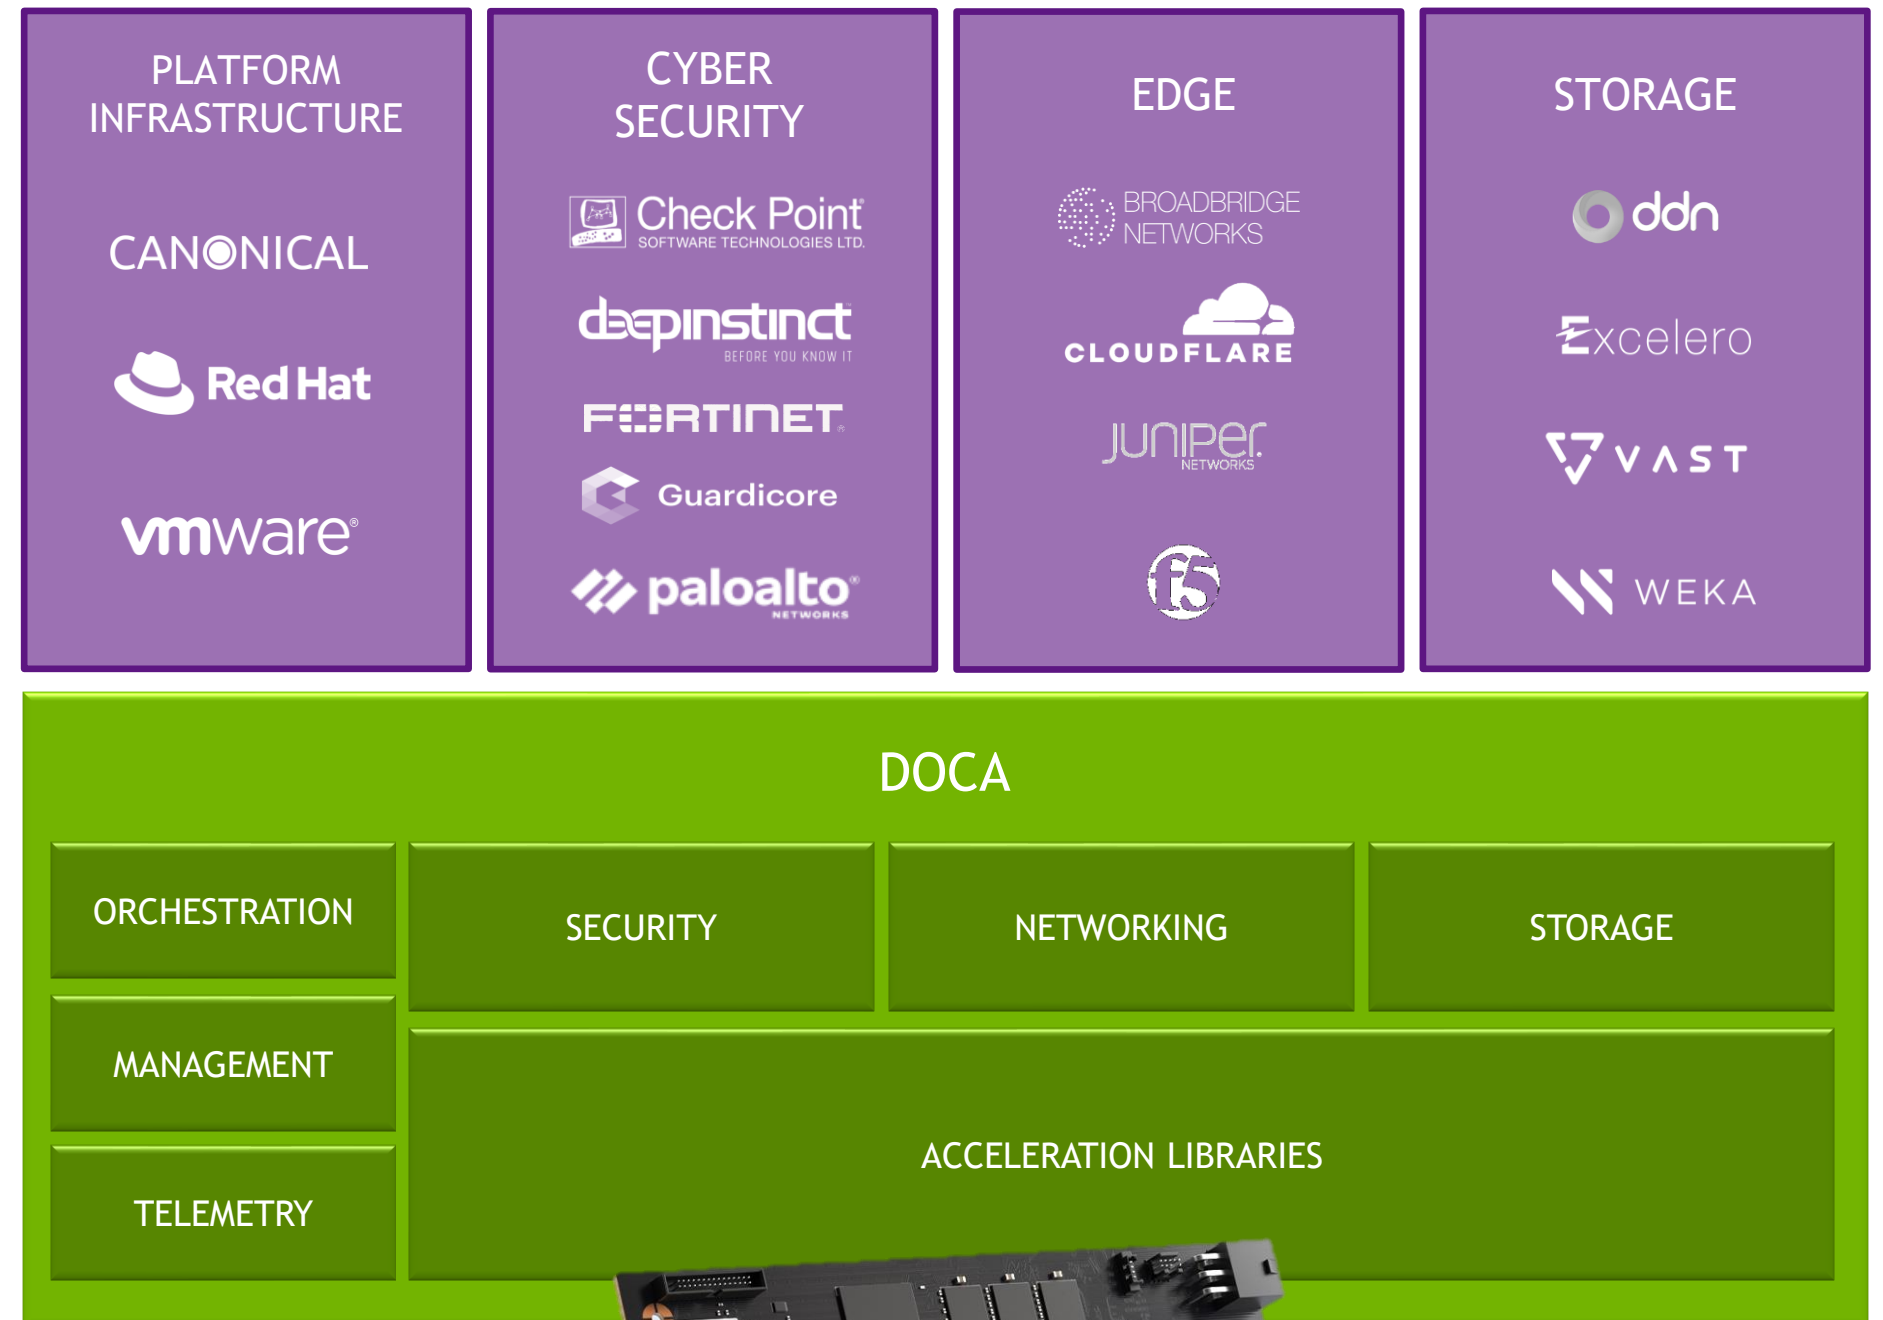 PLATFORM
INFRASTRUCTURE
CANONICAL
Red Hat
vmware®
CYBER
SECURITY
Check Point®
SOFTWARE TECHNOLOGIES LTD.
deepinstinct
BEFORE YOU KNOW IT
FORTINET®
Guardicore
paloalto®
NETWORKS
EDGE
BROADBRIDGE
NETWORKS
CLOUDFLARE
JUNIPer
NETWORKS
f5
STORAGE
ddn
Excelero
VAST
WEKA
DOCA
ORCHESTRATION
MANAGEMENT
TELEMETRY
SECURITY
NETWORKING
STORAGE
ACCELERATION LIBRARIES